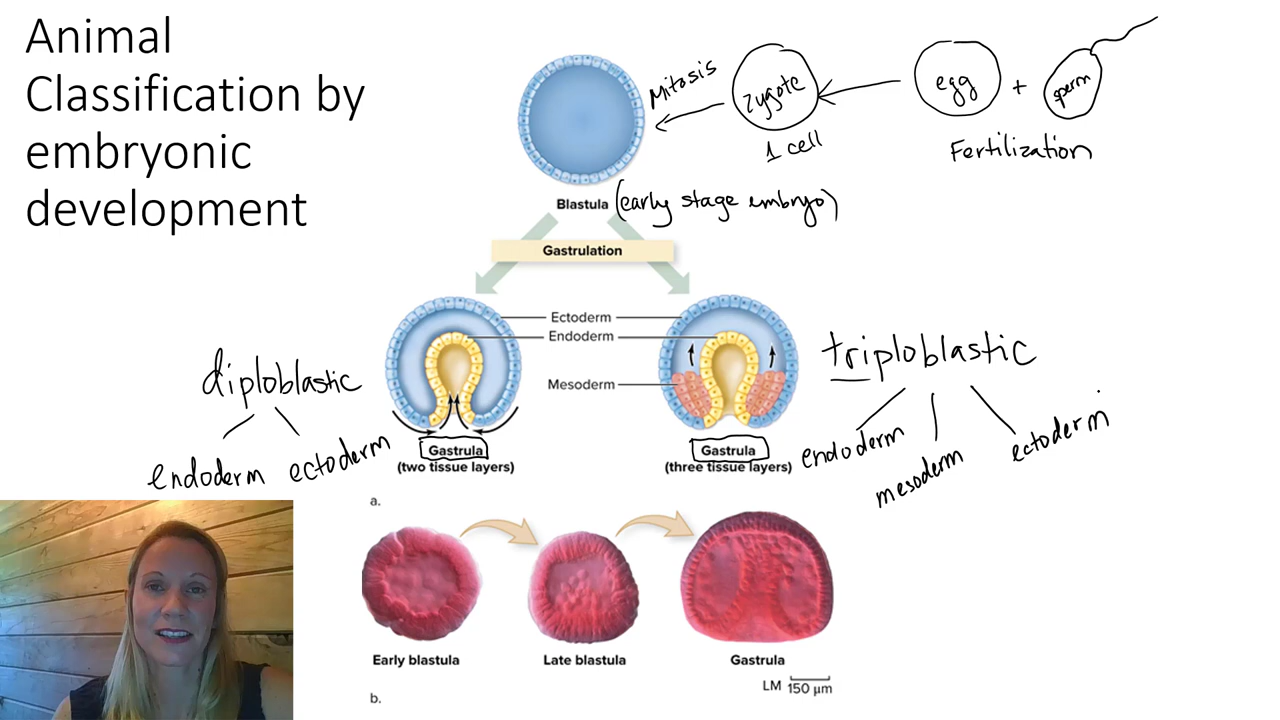 Animal
Classification by
embryonic
development
Mitosis
zygote
1 cell
egg + sperm
Fertilization
Blastula (early stage embryo)
Gastrulation
Ectoderm
Endoderm
Mesoderm
diploblastic
endoderm ectoderm
Gastrula
(two tissue layers)
triploblastic
endoderm
mesoderm
ectoderm
Gastrula
(three tissue layers)
a.
Early blastula
Late blastula
Gastrula
LM 150 µm
b.